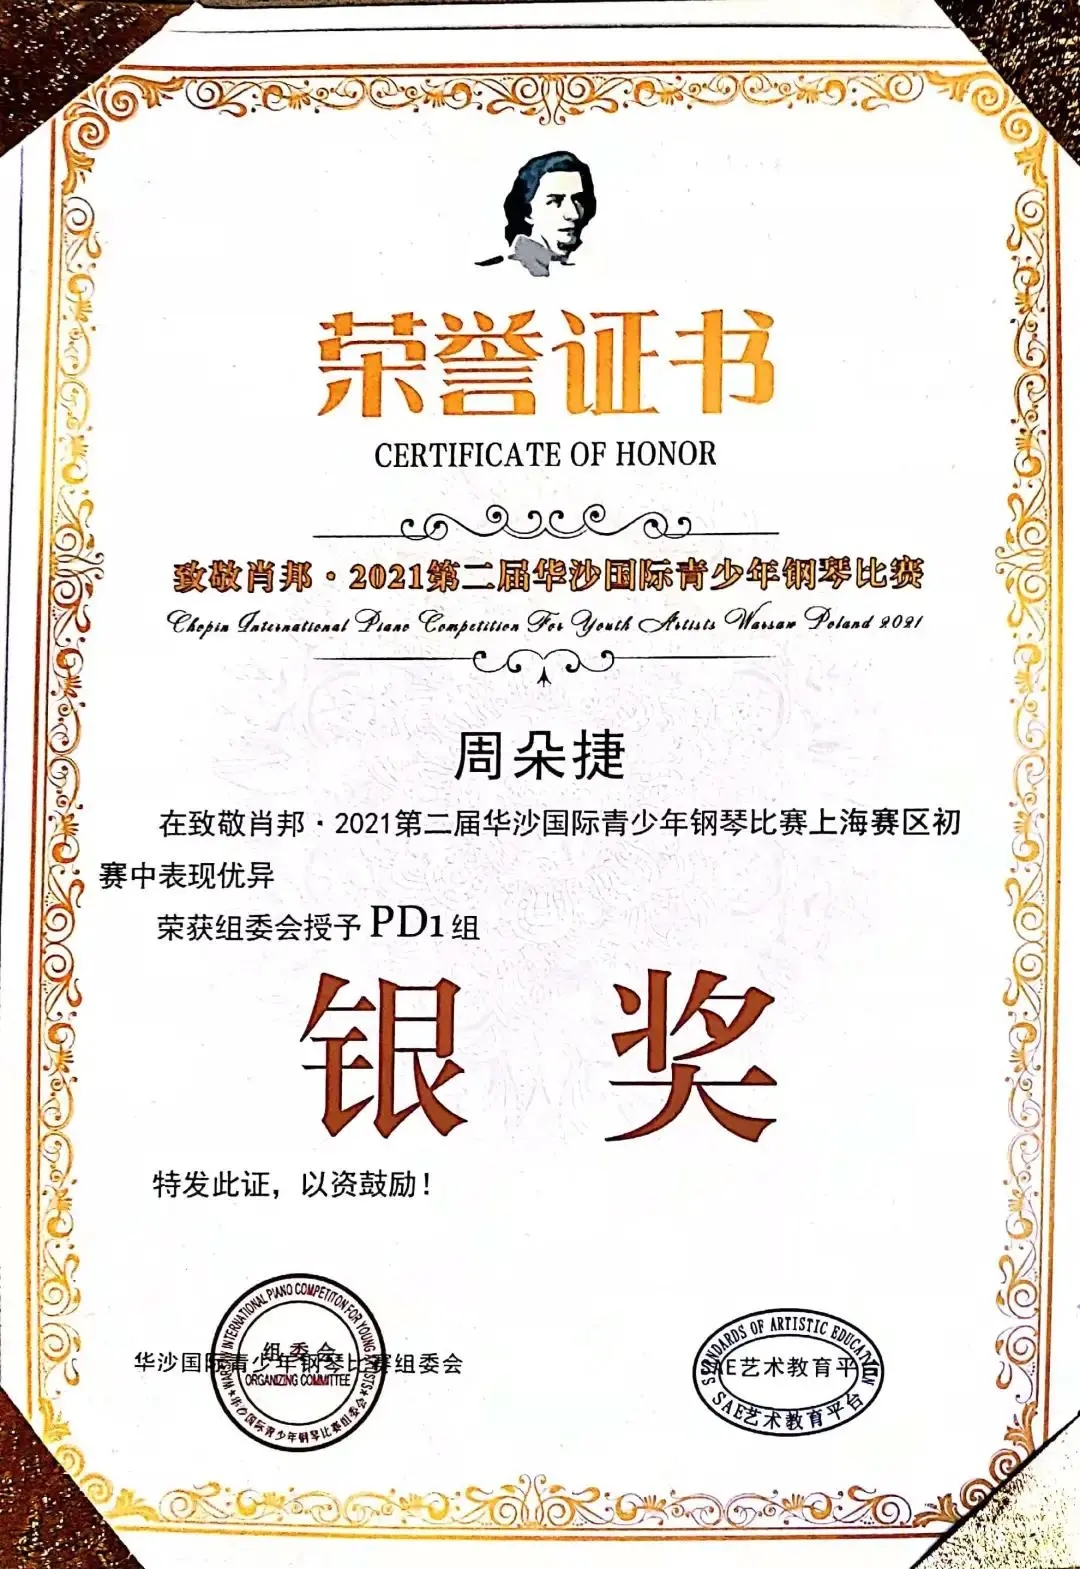 荣誉证书
CERTIFICATE OF HONOR
致敬肖邦·2021第二届华沙国际青少年钢琴比赛
Chopin International Piano Competition For Youth Artists Warsaw Poland 2021
周朵捷
在致敬肖邦·2021第二届华沙国际青少年钢琴比赛上海赛区初
赛中表现优异
荣获组委会授予 PD1 组
银 奖
特发此证，以资鼓励！
华沙国际青少年钢琴比赛组委会
WARSAW INTERNATIONAL PIANO COMPETITON FOR YOUNG ARTISTS
组委会
ORGANIZING COMMITTEE
华沙国际青少年钢琴比赛组委会
STANDARDS OF ARTISTIC EDUCATION
SAE艺术教育平
SAE艺术教育平台